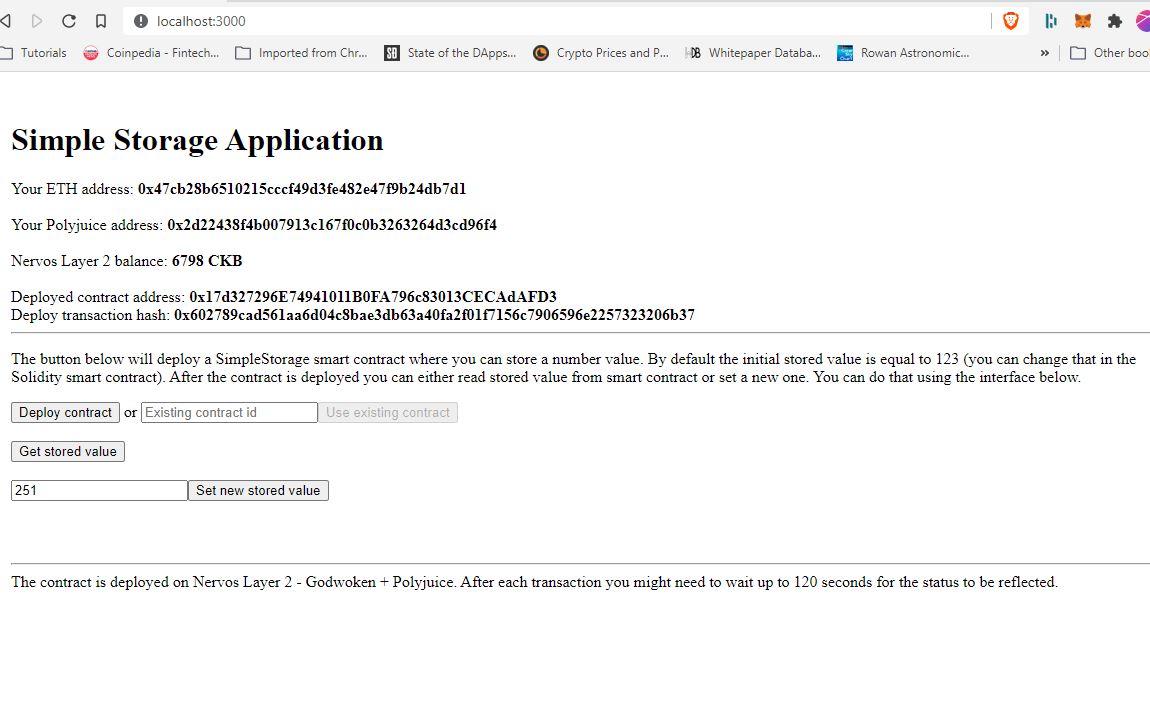 localhost:3000
Tutorials Coinpedia - Fintech... Imported from Chr... SD State of the DApps... Crypto Prices and P... Whitepaper Databa... Rowan Astronomic... » Other boo
Simple Storage Application
Your ETH address: 0x47cb28b6510215cccf49d3fe482e47f9b24db7d1
Your Polyjuice address: 0x2d22438f4b007913c167f0c0b3263264d3cd96f4
Nervos Layer 2 balance: 6798 CKB
Deployed contract address: 0x17d327296E74941011B0FA796c83013CECAdAFD3
Deploy transaction hash: 0x602789cad561aa6d04c8bae3db63a40fa2f01f7156c7906596e2257323206b37
The button below will deploy a SimpleStorage smart contract where you can store a number value. By default the initial stored value is equal to 123 (you can change that in the
Solidity smart contract). After the contract is deployed you can either read stored value from smart contract or set a new one. You can do that using the interface below.
Deploy contract or Existing contract id Use existing contract
Get stored value
251 Set new stored value
The contract is deployed on Nervos Layer 2 - Godwoken + Polyjuice. After each transaction you might need to wait up to 120 seconds for the status to be reflected.